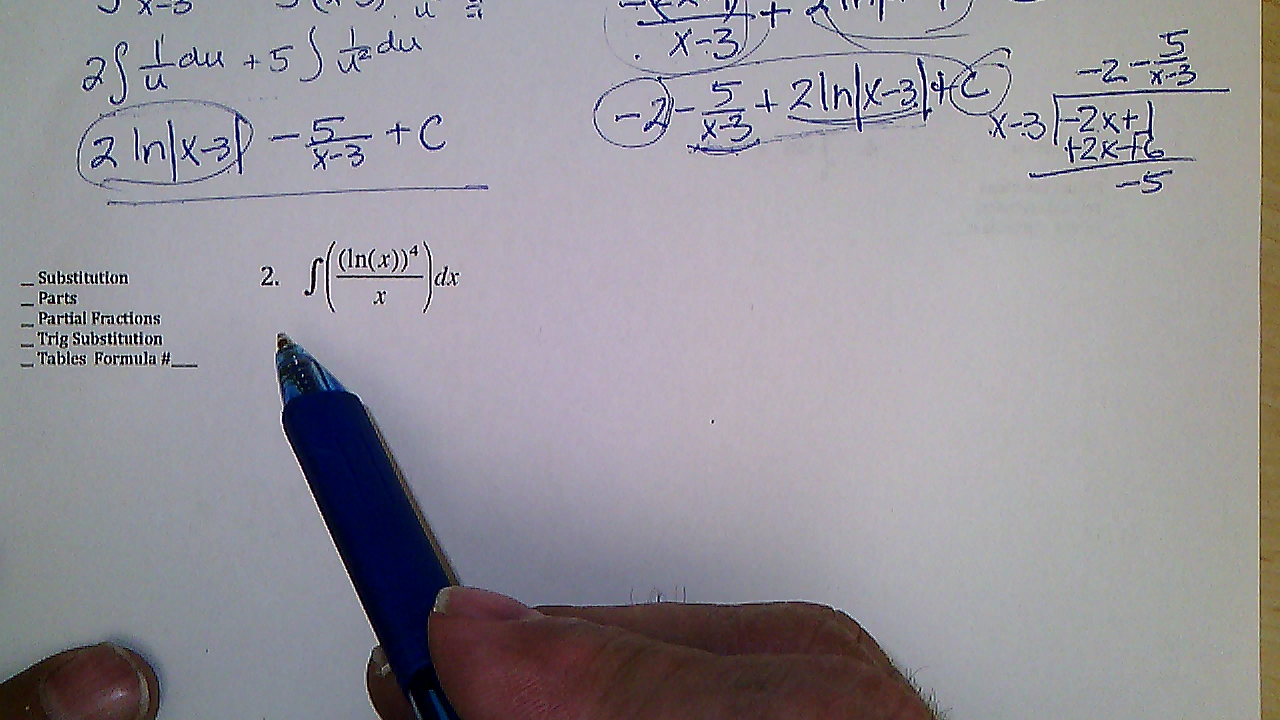 2∫ 1/u du + 5 ∫ 1/u² du
2 ln|x-3| - 5/(x-3) + C
x-3
-2 - 5/(x-3) + 2ln|x-3| + C
-2 - 5/(x-3)
x-3 | -2x+1
+2x+6
-5
_ Substitution
_ Parts
_ Partial Fractions
_ Trig Substitution
_ Tables Formula #___
2. ∫((ln(x))⁴/x)dx